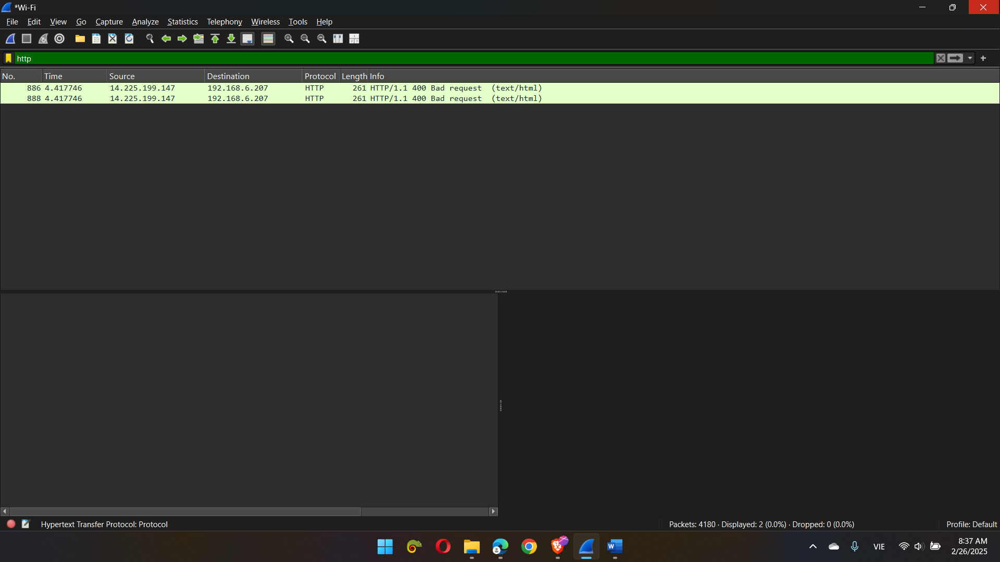 *Wi-Fi
File Edit View Go Capture Analyze Statistics Telephony Wireless Tools Help
http
No. Time Source Destination Protocol Length Info
886 4.417746 14.225.199.147 192.168.6.207 HTTP 261 HTTP/1.1 400 Bad request (text/html)
888 4.417746 14.225.199.147 192.168.6.207 HTTP 261 HTTP/1.1 400 Bad request (text/html)
Hypertext Transfer Protocol: Protocol Packets: 4180 · Displayed: 2 (0.0%) · Dropped: 0 (0.0%) Profile: Default
W VIE 8:37 AM
2/26/2025